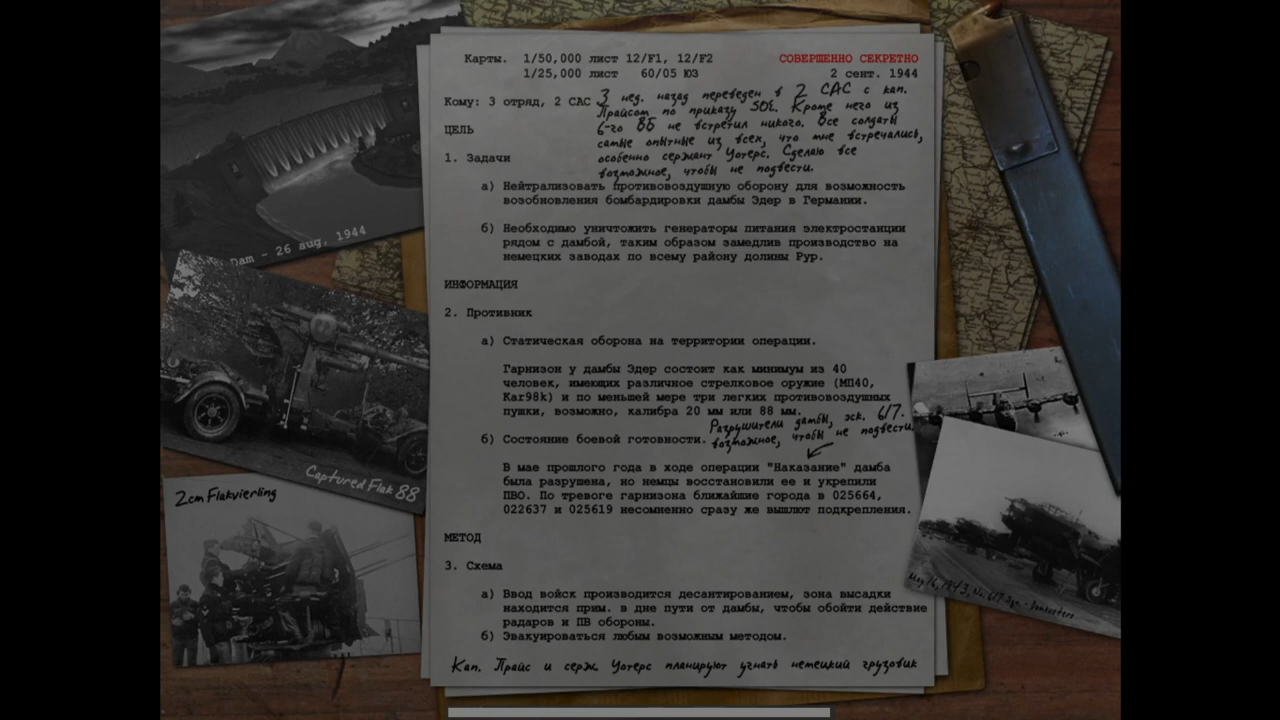 Dam - 26 aug, 1944
Captured Flak 88
2cm Flakvierling
Карты. 1/50,000 лист 12/F1, 12/F2 СОВЕРШЕННО СЕКРЕТНО
1/25,000 лист 60/05 ЮЗ 2 сент. 1944
Кому: 3 отряд, 2 САС
3 нед. назад переведен в 2 САС с кап.
Прайсом по приказу SOE. Кроме него из
6-го ВБ не встретил никого. Все солдаты
самые опытные из всех, что мне встречались,
особенно сержант Уотерс. Сделаю все
возможное, чтобы не подвести.
ЦЕЛЬ
1. Задачи
а) Нейтрализовать противовоздушную оборону для возможность
возобновления бомбардировки дамбы Эдер в Германии.
б) Необходимо уничтожить генераторы питания электростанции
рядом с дамбой, таким образом замедлив производство на
немецких заводах по всему району долины Рур.
ИНФОРМАЦИЯ
2. Противник
а) Статическая оборона на территории операции.
Гарнизон у дамбы Эдер состоит как минимум из 40
человек, имеющих различное стрелковое оружие (МП40,
Kar98k) и по меньшей мере три легких противовоздушных
пушки, возможно, калибра 20 мм или 88 мм.
Разрушители дамбы, эск. 617.
возможное, чтобы не подвести.
б) Состояние боевой готовности.
В мае прошлого года в ходе операции "Наказание" дамба
была разрушена, но немцы восстановили ее и укрепили
ПВО. По тревоге гарнизона ближайшие города в 025664,
022637 и 025619 несомненно сразу же вышлют подкрепления.
МЕТОД
3. Схема
а) Ввод войск производится десантированием, зона высадки
находится прим. в дне пути от дамбы, чтобы обойти действие
радаров и ПВ обороны.
б) Эвакуироваться любым возможным методом.
Кап. Прайс и серж. Уотерс планируют угнать немецкий грузовик
May 16, 1943, No. 617 Sqn. - Dambusters